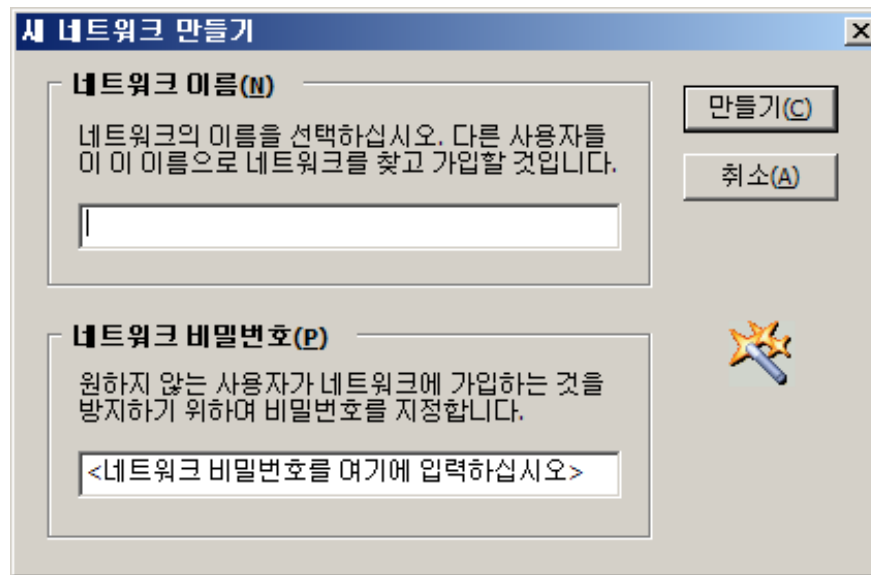 새 네트워크 만들기
네트워크 이름(N)
네트워크의 이름을 선택하십시오. 다른 사용자들
이 이 이름으로 네트워크를 찾고 가입할 것입니다.
만들기(C)
취소(A)
네트워크 비밀번호(P)
원하지 않는 사용자가 네트워크에 가입하는 것을
방지하기 위하여 비밀번호를 지정합니다.
<네트워크 비밀번호를 여기에 입력하십시오>